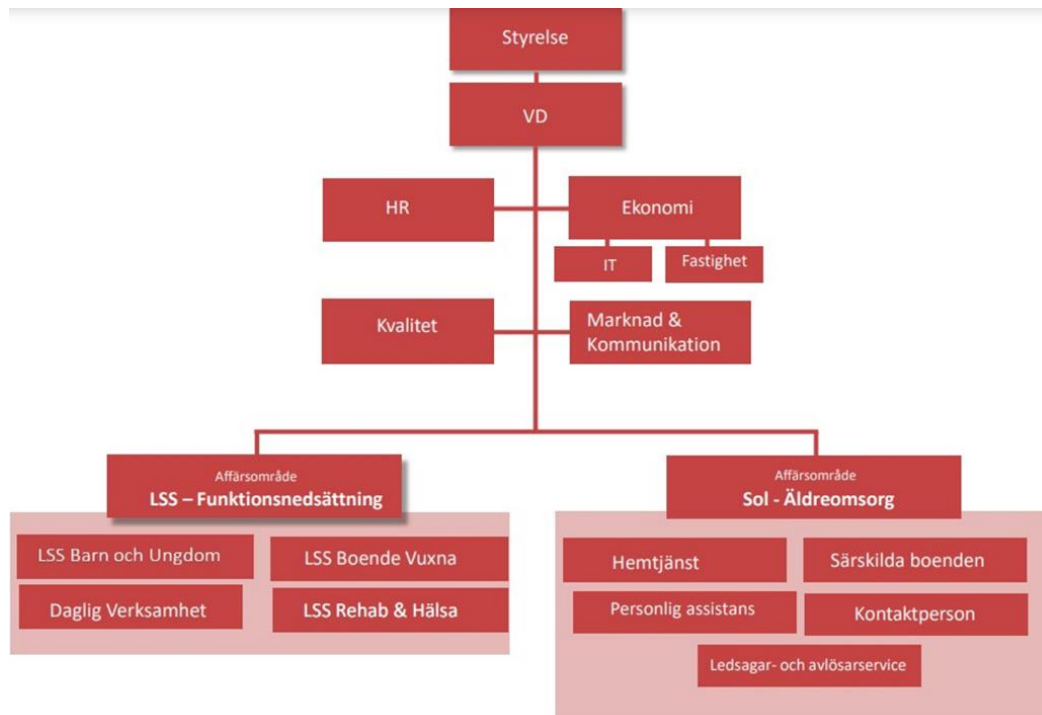 Styrelse
VD
HR
Ekonomi
IT
Fastighet
Kvalitet
Marknad &
Kommunikation
Affärsområde
LSS – Funktionsnedsättning
LSS Barn och Ungdom
LSS Boende Vuxna
Daglig Verksamhet
LSS Rehab & Hälsa
Affärsområde
Sol - Äldreomsorg
Hemtjänst
Särskilda boenden
Personlig assistans
Kontaktperson
Ledsagar- och avlösarservice